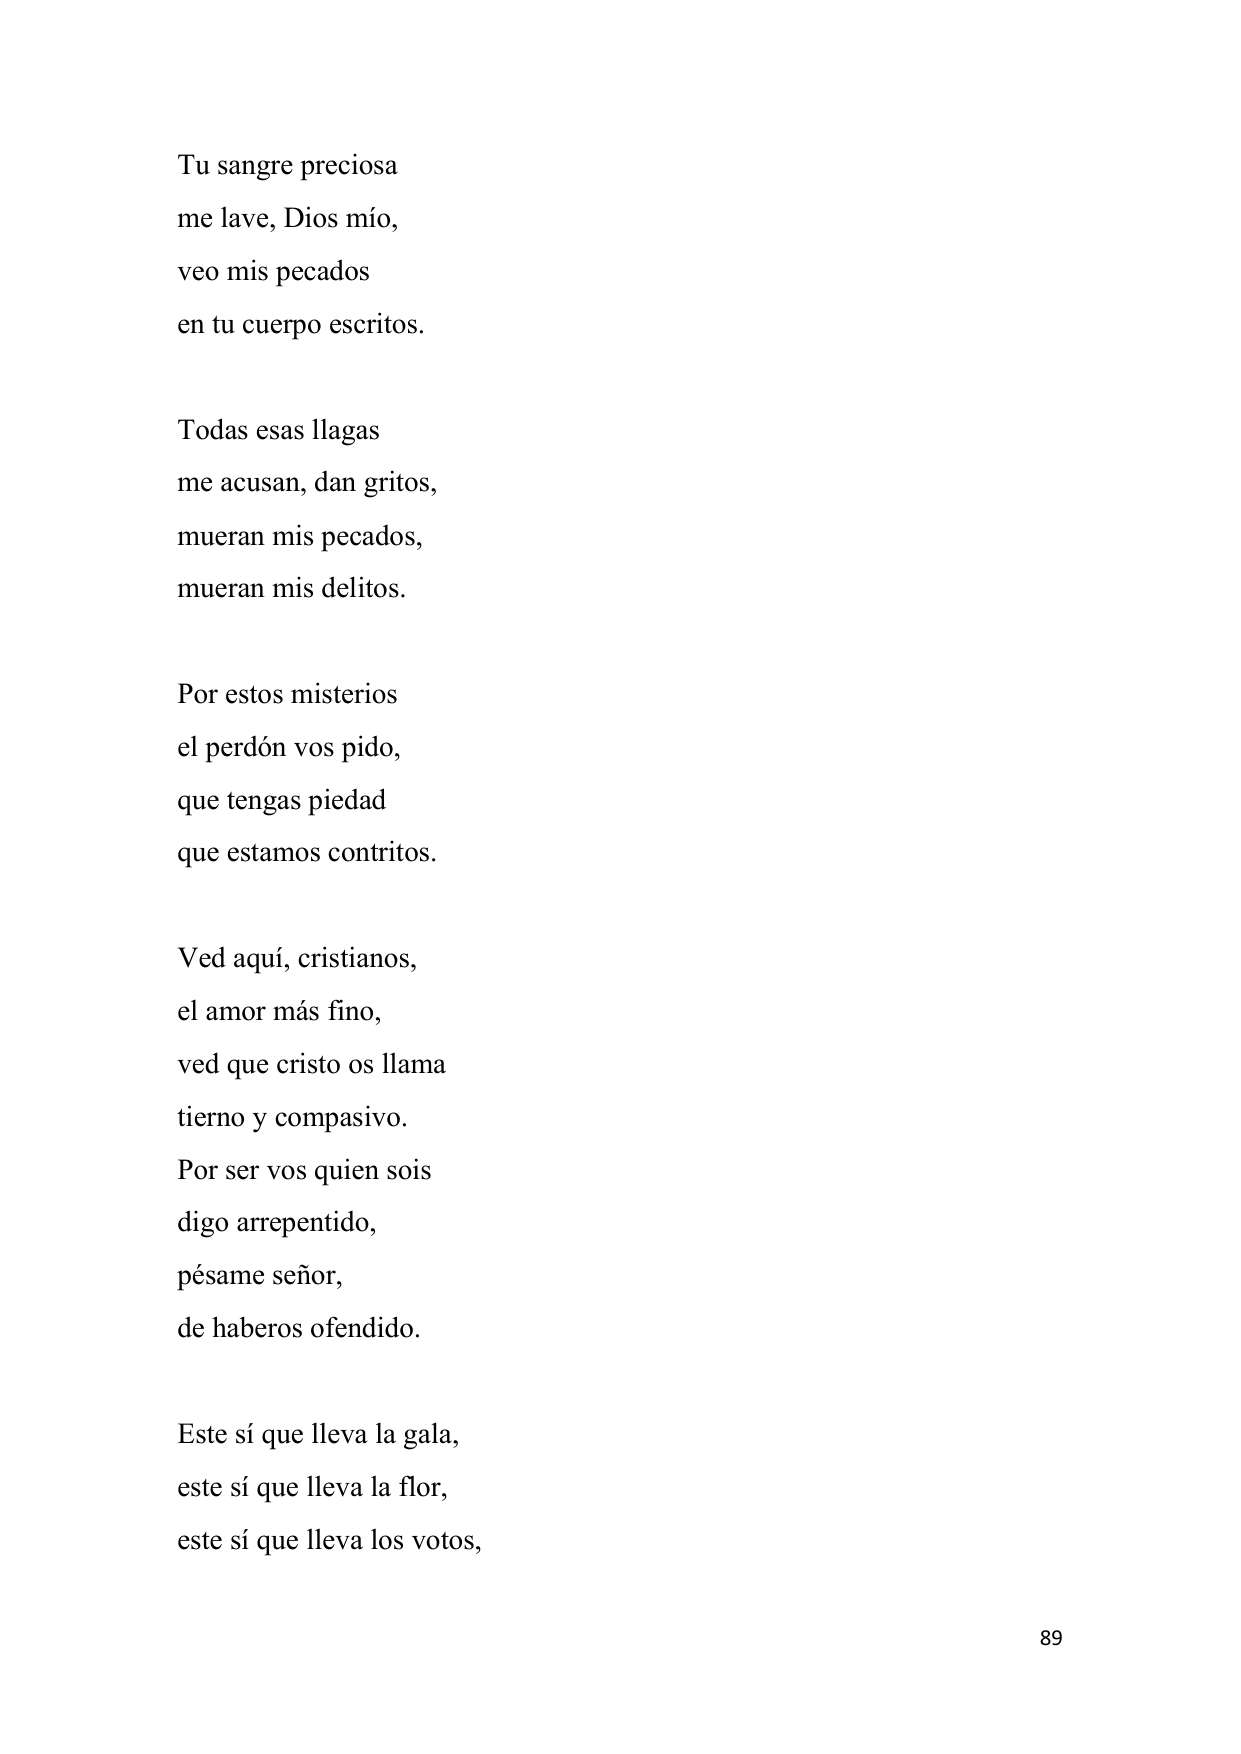 Tu sangre preciosa
me lave, Dios mío,
veo mis pecados
en tu cuerpo escritos.
Todas esas llagas
me acusan, dan gritos,
mueran mis pecados,
mueran mis delitos.
Por estos misterios
el perdón vos pido,
que tengas piedad
que estamos contritos.
Ved aquí, cristianos,
el amor más fino,
ved que cristo os llama
tierno y compasivo.
Por ser vos quien sois
digo arrepentido,
pésame señor,
de haberos ofendido.
Este sí que lleva la gala,
este sí que lleva la flor,
este sí que lleva los votos,
89